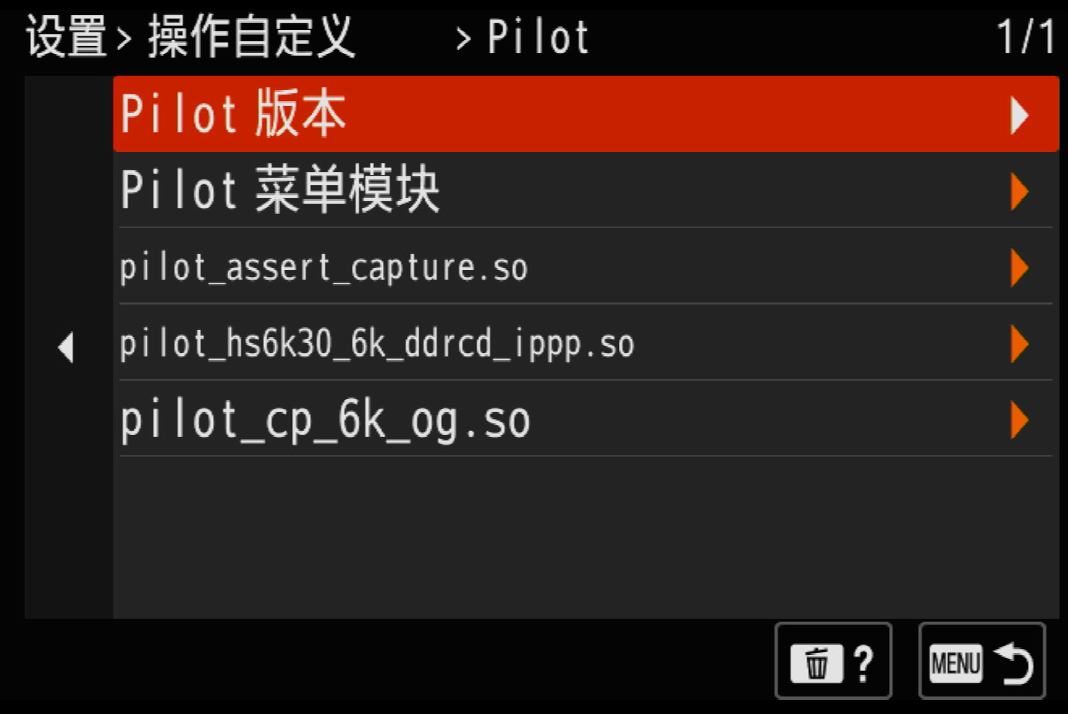 设置> 操作自定义 > Pilot 1/1
Pilot 版本
Pilot 菜单模块
pilot_assert_capture.so
pilot_hs6k30_6k_ddrcd_ippp.so
pilot_cp_6k_og.so
? MENU